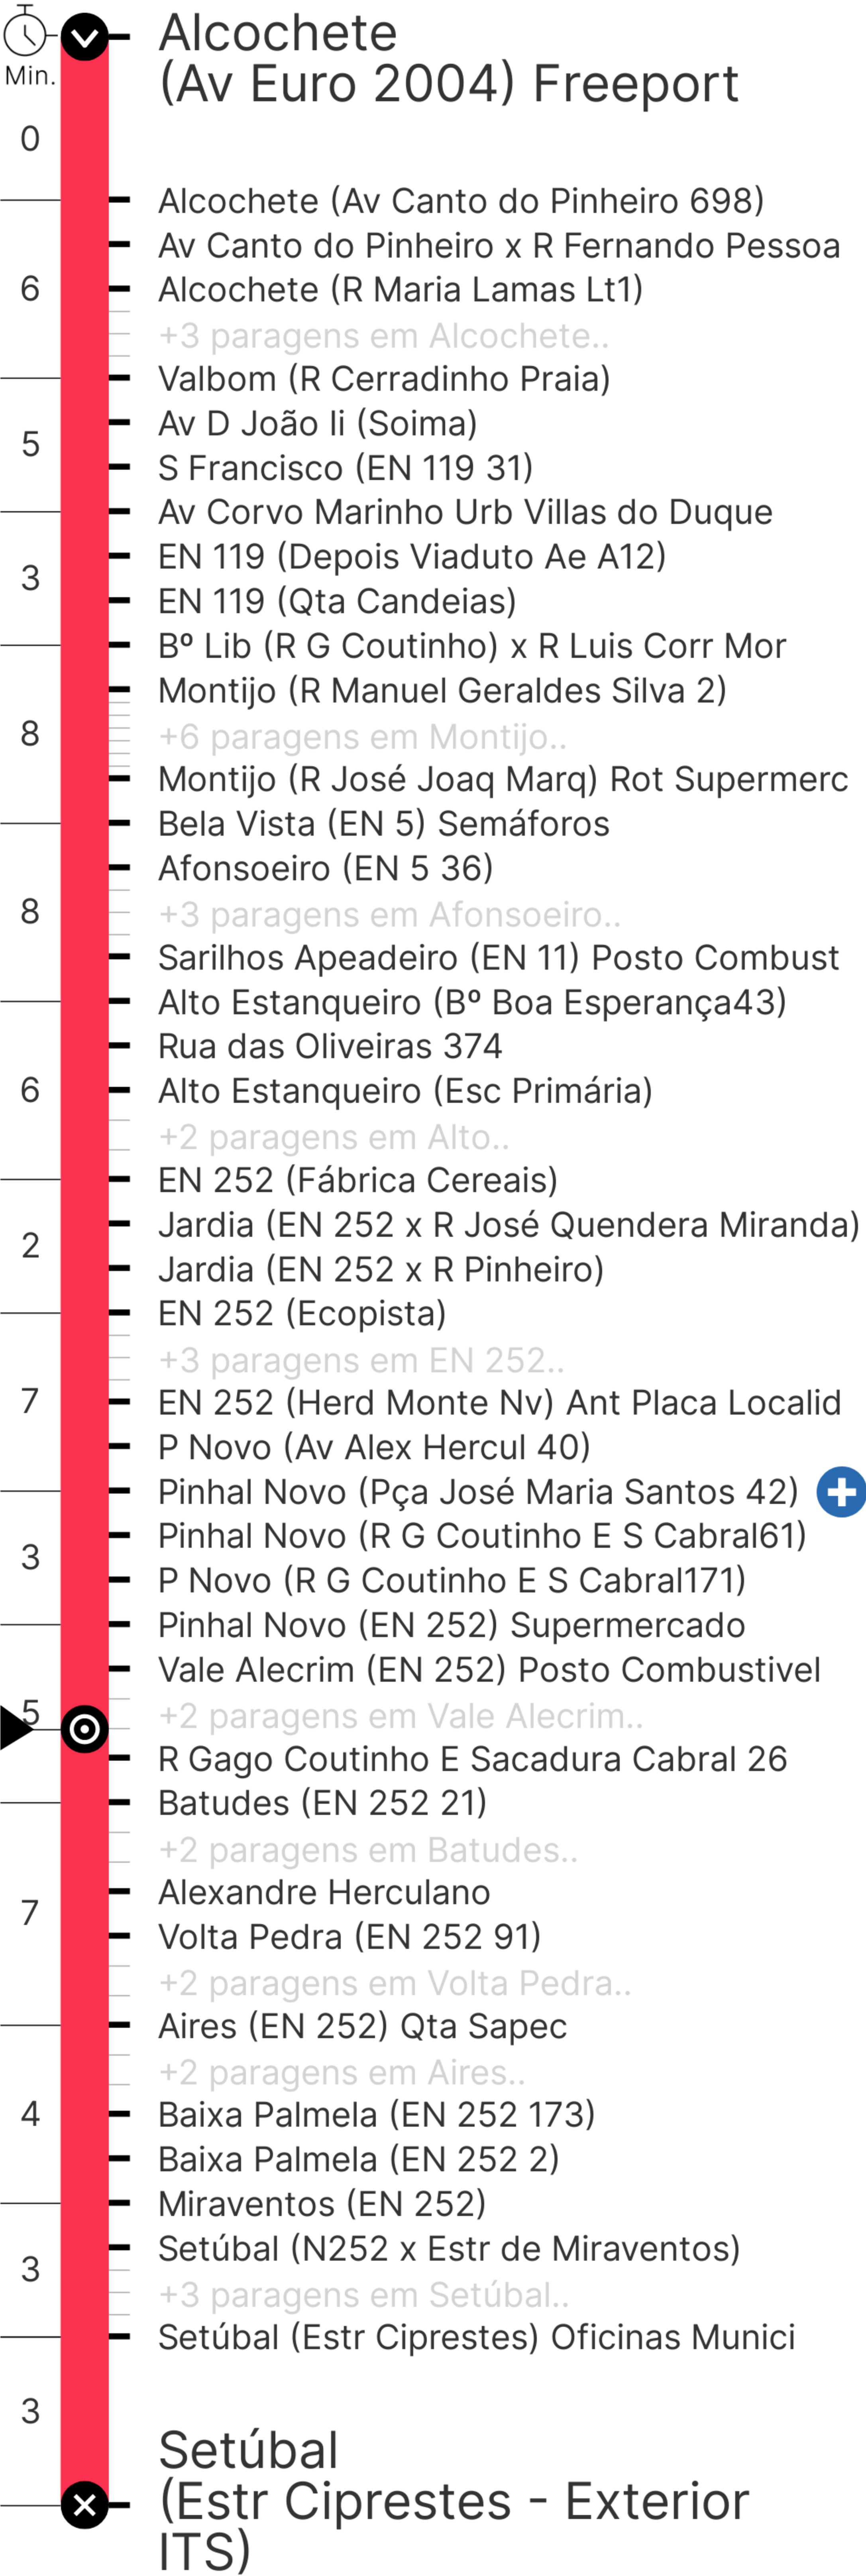 Min.
Alcochete
(Av Euro 2004) Freeport
0
Alcochete (Av Canto do Pinheiro 698)
Av Canto do Pinheiro x R Fernando Pessoa
6
Alcochete (R Maria Lamas Lt1)
+3 paragens em Alcochete..
Valbom (R Cerradinho Praia)
Av D João Ii (Soima)
5
S Francisco (EN 119 31)
Av Corvo Marinho Urb Villas do Duque
EN 119 (Depois Viaduto Ae A12)
3
EN 119 (Qta Candeias)
Bº Lib (R G Coutinho) x R Luis Corr Mor
Montijo (R Manuel Geraldes Silva 2)
8
+6 paragens em Montijo..
Montijo (R José Joaq Marq) Rot Supermerc
Bela Vista (EN 5) Semáforos
Afonsoeiro (EN 5 36)
8
+3 paragens em Afonsoeiro..
Sarilhos Apeadeiro (EN 11) Posto Combust
Alto Estanqueiro (Bº Boa Esperança43)
Rua das Oliveiras 374
6
Alto Estanqueiro (Esc Primária)
+2 paragens em Alto..
EN 252 (Fábrica Cereais)
Jardia (EN 252 x R José Quendera Miranda)
2
Jardia (EN 252 x R Pinheiro)
EN 252 (Ecopista)
+3 paragens em EN 252..
7
EN 252 (Herd Monte Nv) Ant Placa Localid
P Novo (Av Alex Hercul 40)
Pinhal Novo (Pça José Maria Santos 42)
Pinhal Novo (R G Coutinho E S Cabral61)
3
P Novo (R G Coutinho E S Cabral171)
Pinhal Novo (EN 252) Supermercado
Vale Alecrim (EN 252) Posto Combustivel
5
+2 paragens em Vale Alecrim..
R Gago Coutinho E Sacadura Cabral 26
Batudes (EN 252 21)
+2 paragens em Batudes..
Alexandre Herculano
7
Volta Pedra (EN 252 91)
+2 paragens em Volta Pedra..
Aires (EN 252) Qta Sapec
+2 paragens em Aires..
4
Baixa Palmela (EN 252 173)
Baixa Palmela (EN 252 2)
Miraventos (EN 252)
Setúbal (N252 x Estr de Miraventos)
3
+3 paragens em Setúbal..
Setúbal (Estr Ciprestes) Oficinas Munici
3
Setúbal
(Estr Ciprestes - Exterior
ITS)